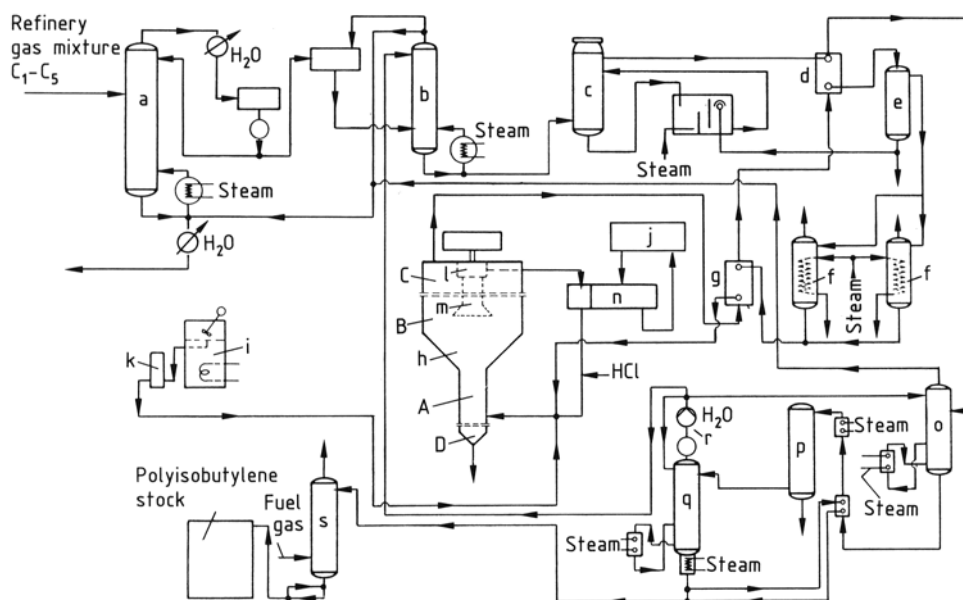 Refinery
gas mixture
C₁–C₅
a
H₂O
Steam
H₂O
b
Steam
c
Steam
d
e
f
Steam
f
g
C
l
m
B
h
A
D
j
n
HCl
k
i
H₂O
r
q
Steam
Steam
p
Steam
o
Steam
Polyisobutylene
stock
Fuel
gas
s